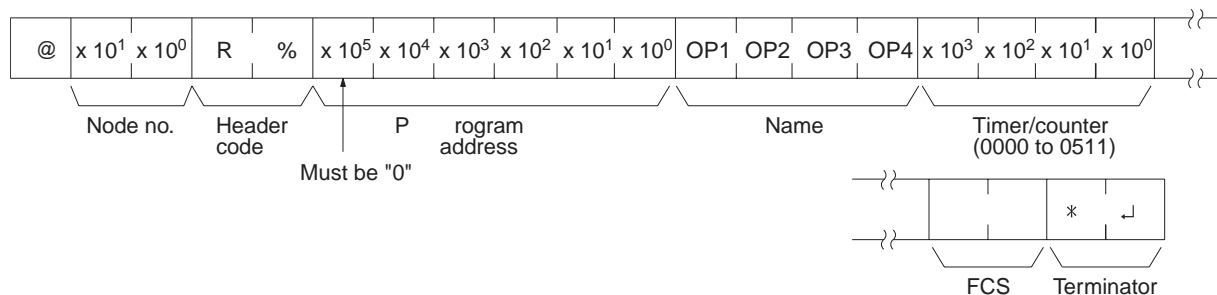 @ x 10¹ x 10⁰ R % x 10⁵ x 10⁴ x 10³ x 10² x 10¹ x 10⁰ OP1 OP2 OP3 OP4 x 10³ x 10² x 10¹ x 10⁰
Node no. Header code P rogram address Name Timer/counter (0000 to 0511)
Must be "0"
* ↵
FCS Terminator